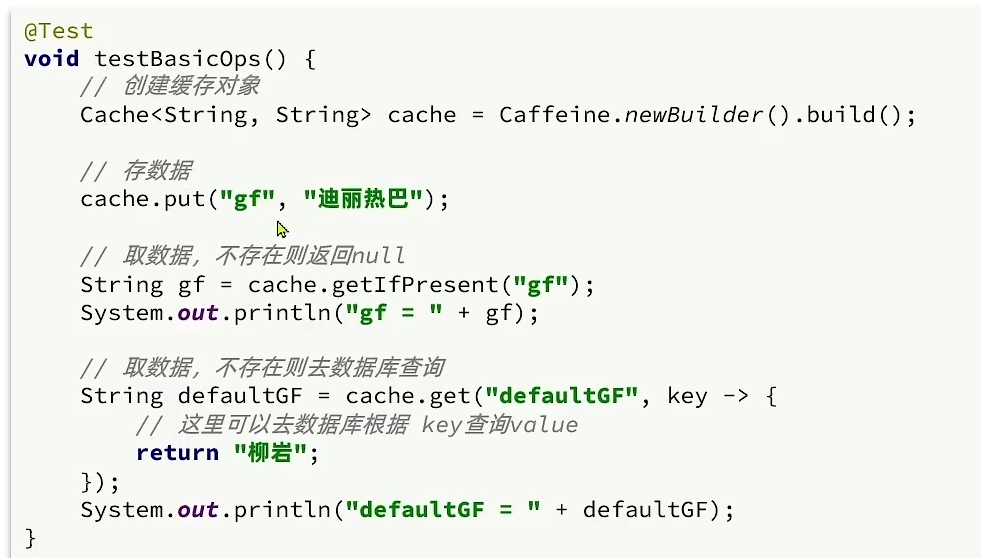 @Test
void testBasicOps() {
    // 创建缓存对象
    Cache<String, String> cache = Caffeine.newBuilder().build();
    // 存数据
    cache.put("gf", "迪丽热巴");
    // 取数据，不存在则返回null
    String gf = cache.getIfPresent("gf");
    System.out.println("gf = " + gf);
    // 取数据，不存在则去数据库查询
    String defaultGF = cache.get("defaultGF", key -> {
        // 这里可以去数据库根据 key查询value
        return "柳岩";
    });
    System.out.println("defaultGF = " + defaultGF);
}